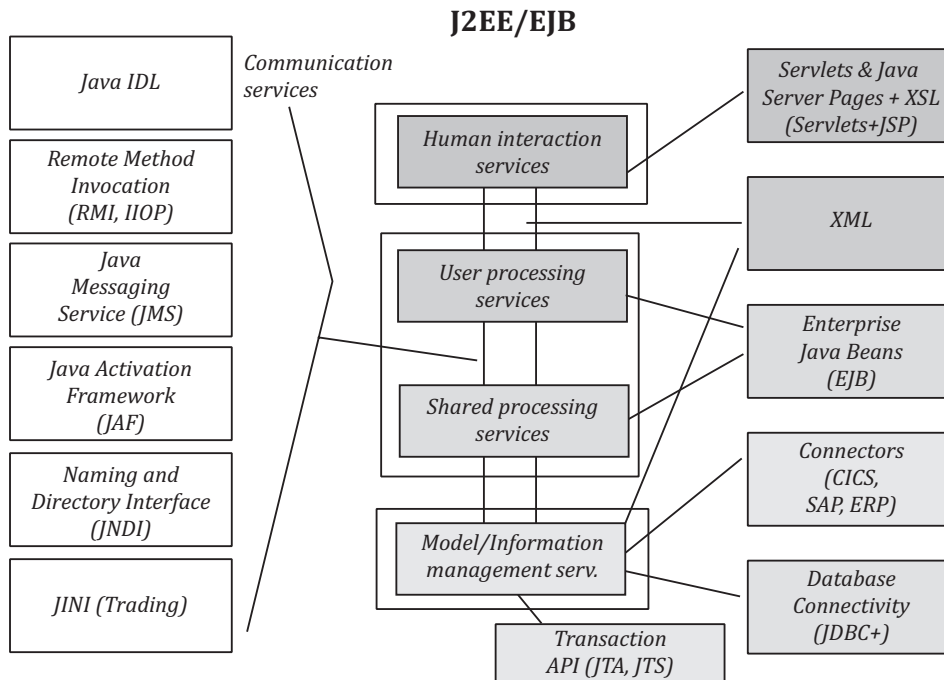 J2EE/EJB
Java IDL
Remote Method
Invocation
(RMI, IIOP)
Java
Messaging
Service (JMS)
Java Activation
Framework
(JAF)
Naming and
Directory Interface
(JNDI)
JINI (Trading)
Communication
services
Human interaction
services
User processing
services
Shared processing
services
Model/Information
management serv.
Transaction
API (JTA, JTS)
Servlets & Java
Server Pages + XSL
(Servlets+JSP)
XML
Enterprise
Java Beans
(EJB)
Connectors
(CICS,
SAP, ERP)
Database
Connectivity
(JDBC+)